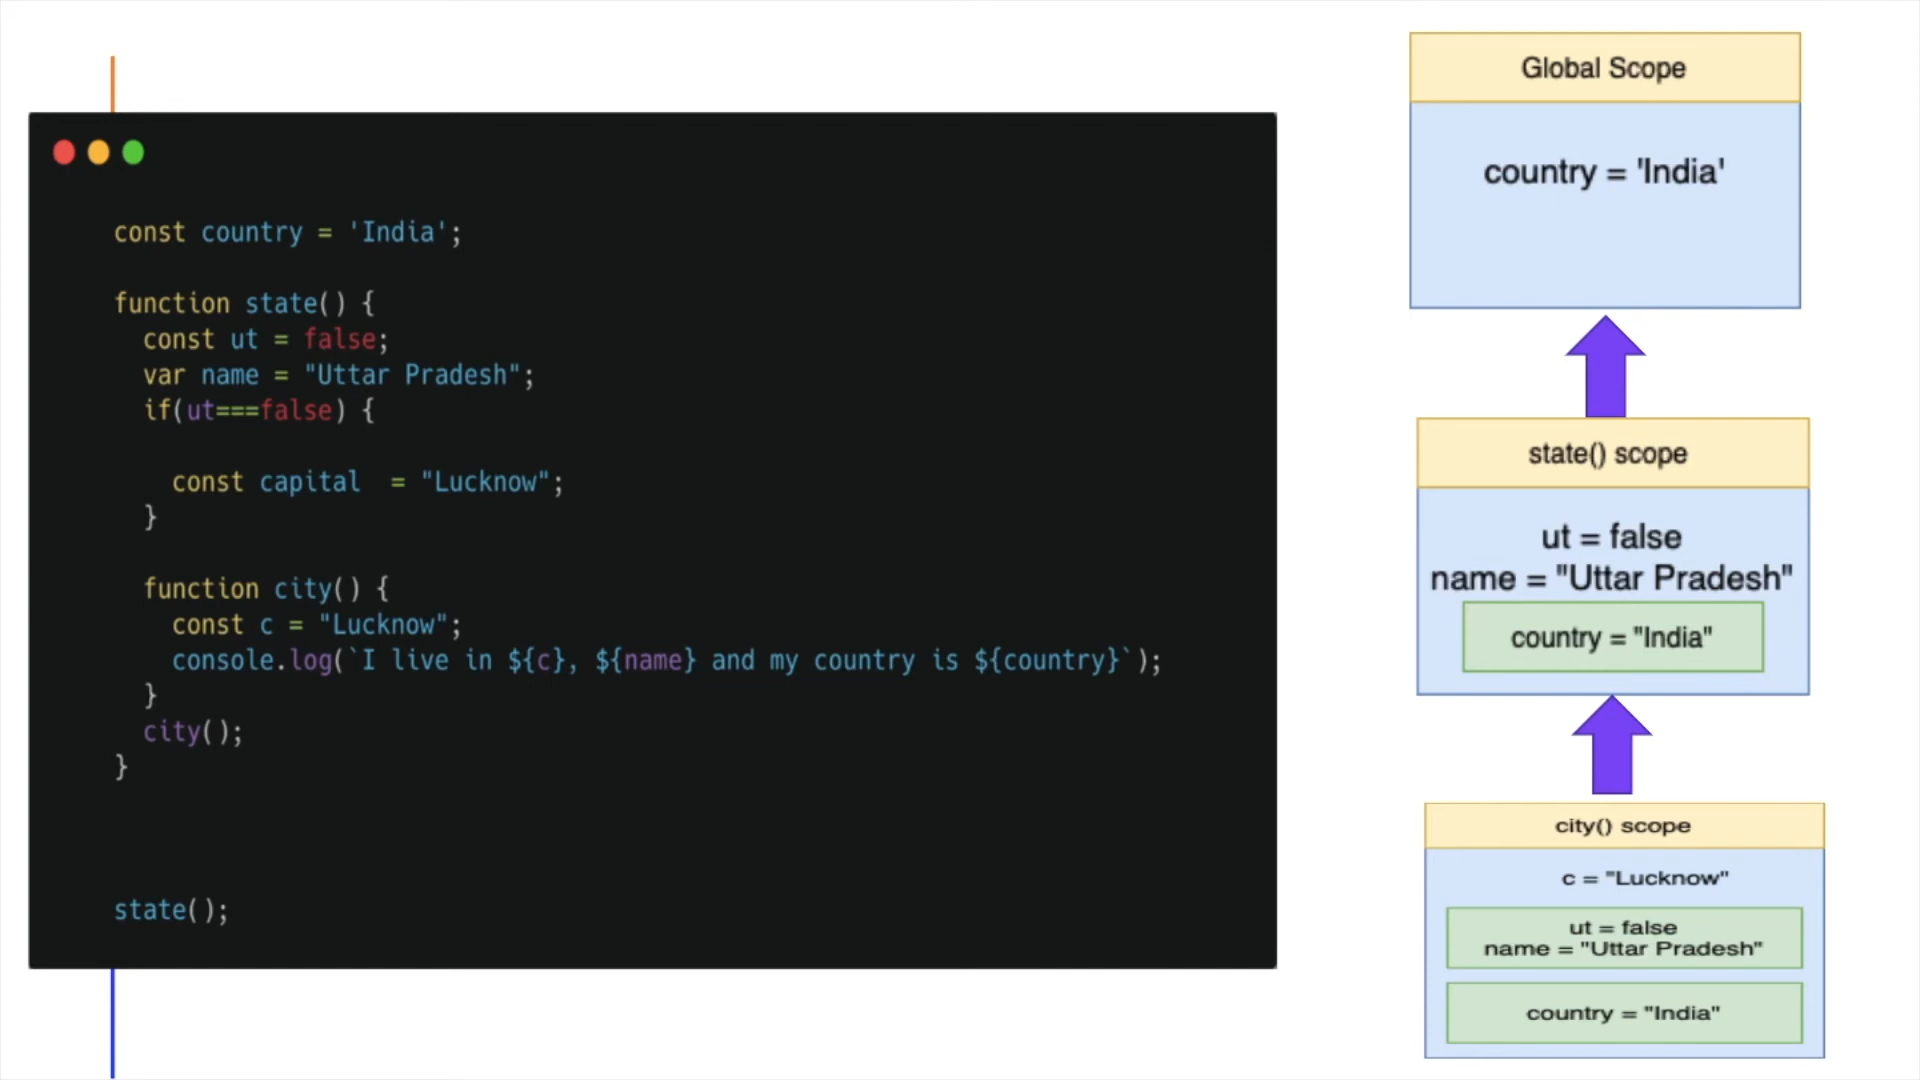 const country = 'India';
function state() {
const ut = false;
var name = "Uttar Pradesh";
if(ut===false) {
const capital  = "Lucknow";
}
function city() {
const c = "Lucknow";
console.log(`I live in ${c}, ${name} and my country is ${country}`);
}
city();
}
state();
Global Scope
country = 'India'
state() scope
ut = false
name = "Uttar Pradesh"
country = "India"
city() scope
c = "Lucknow"
ut = false
name = "Uttar Pradesh"
country = "India"